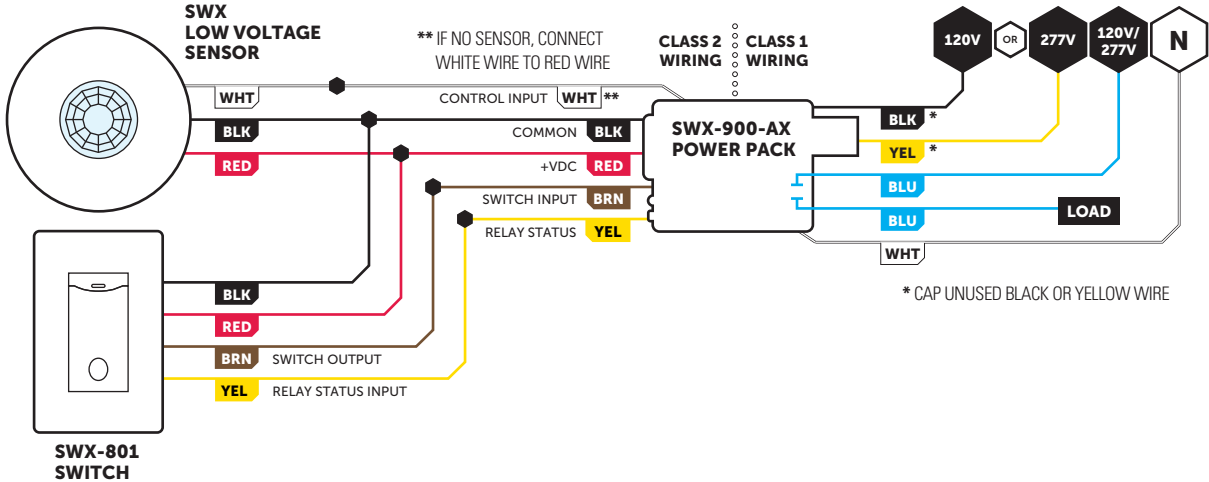 SWX
LOW VOLTAGE
SENSOR
** IF NO SENSOR, CONNECT
WHITE WIRE TO RED WIRE
CLASS 2
WIRING
CLASS 1
WIRING
120V
OR
277V
120V/
277V
N
WHT
CONTROL INPUT
WHT
**
BLK
COMMON
BLK
RED
+VDC
RED
SWITCH INPUT
BRN
RELAY STATUS
YEL
SWX-900-AX
POWER PACK
BLK
*
YEL
*
BLU
BLU
LOAD
WHT
* CAP UNUSED BLACK OR YELLOW WIRE
BLK
RED
BRN
SWITCH OUTPUT
YEL
RELAY STATUS INPUT
SWX-801
SWITCH